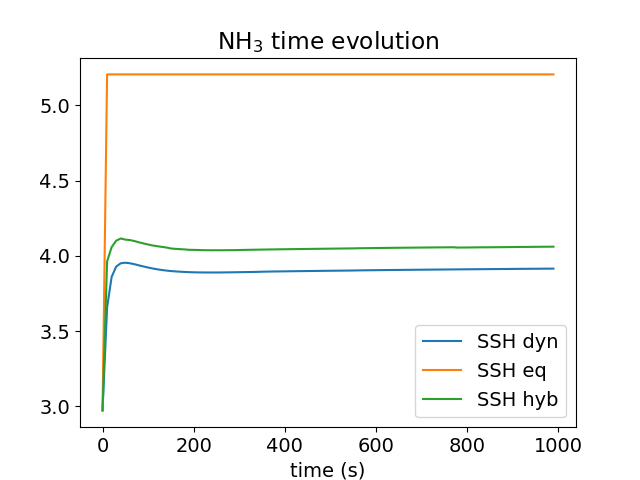 NH₃ time evolution
5.0
4.5
4.0
3.5
3.0
SSH dyn
SSH eq
SSH hyb
0 200 400 600 800 1000
time (s)